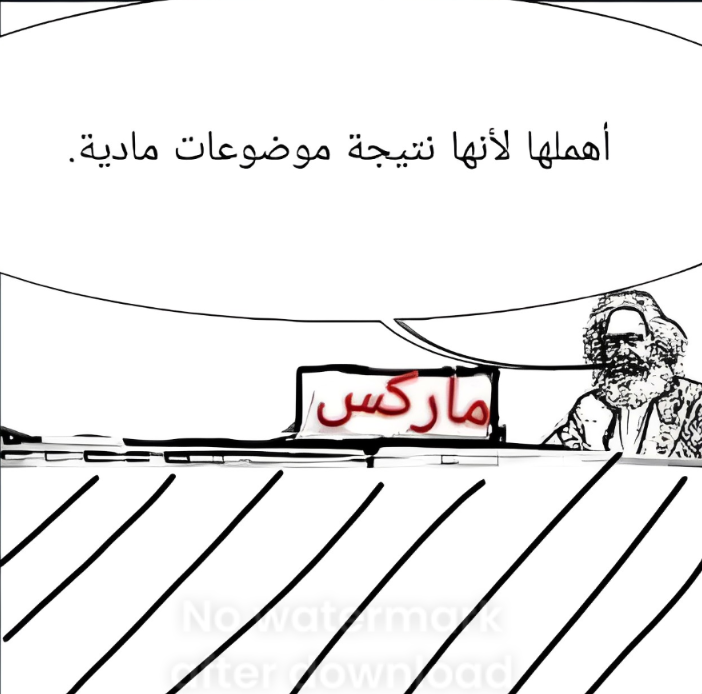 أهملها لأنها نتيجة موضوعات مادية.
ماركس
No watermark
after download